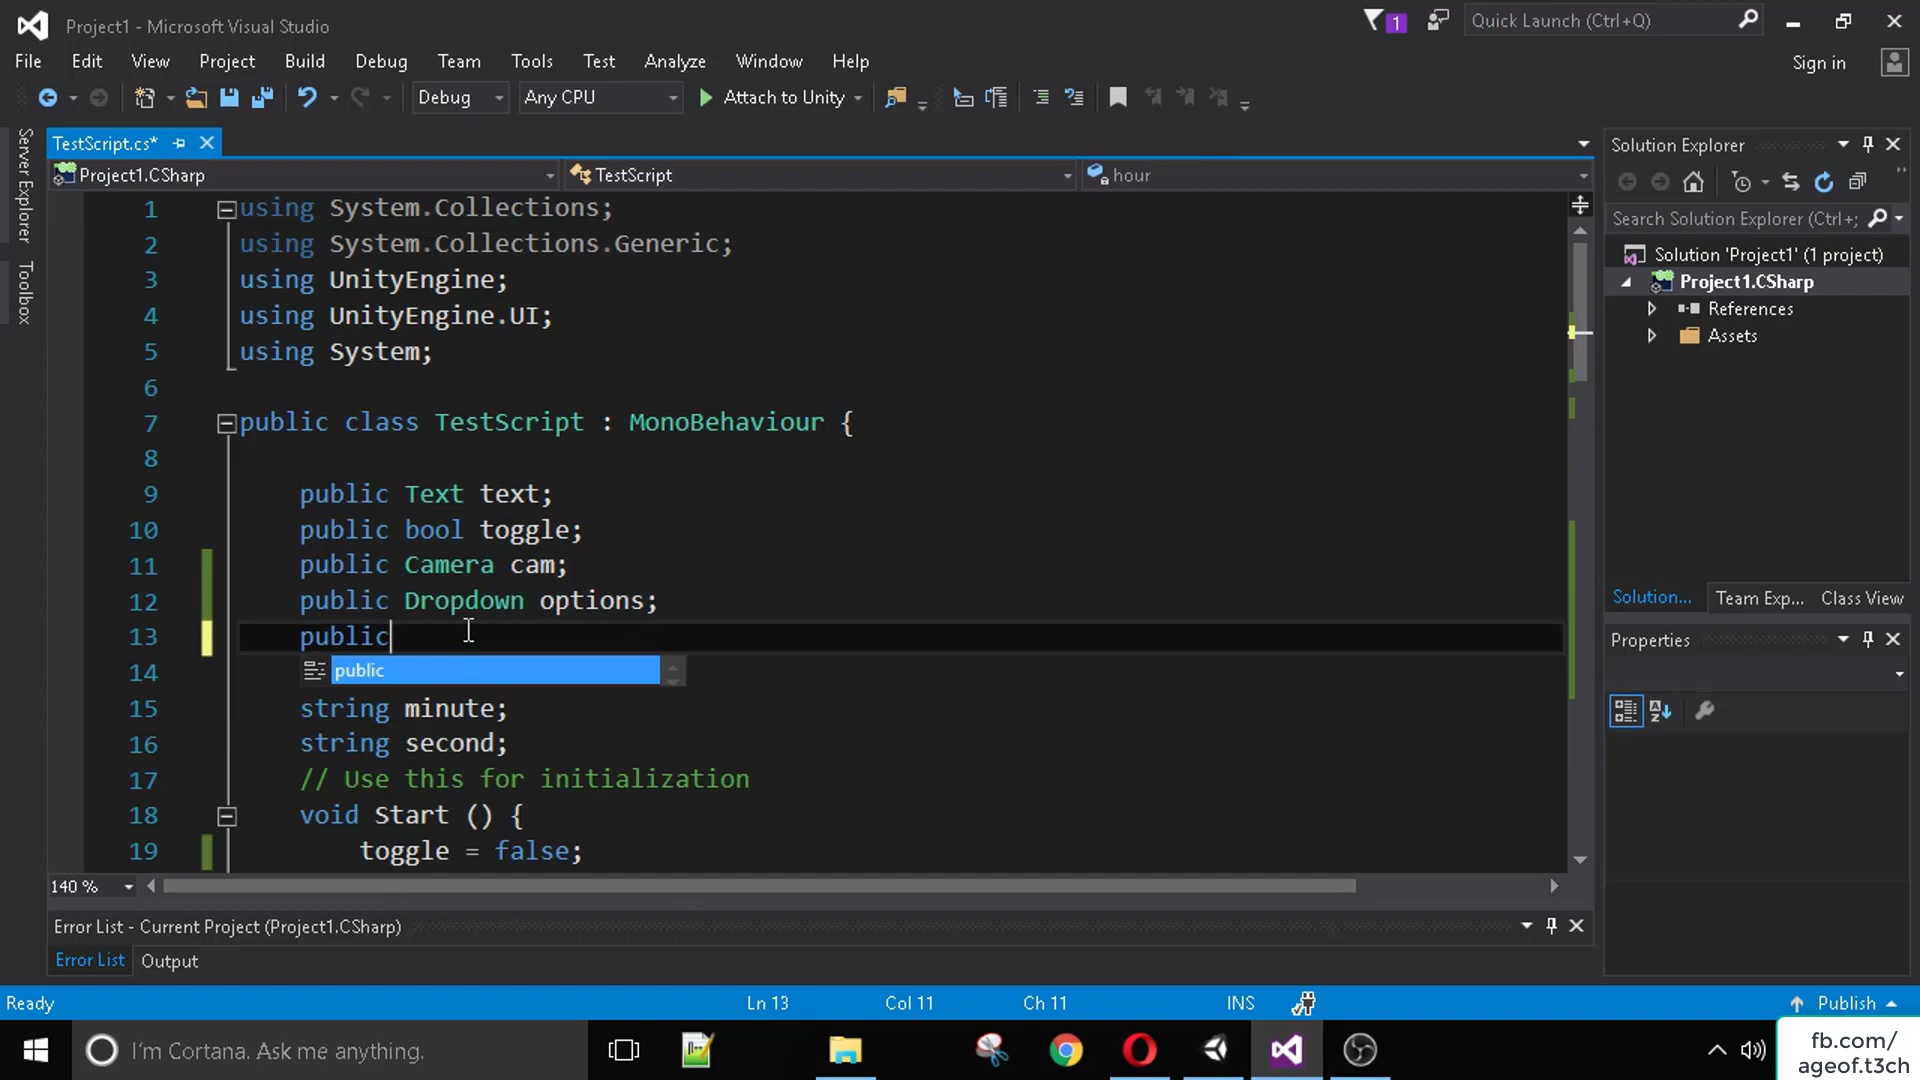 Project1 - Microsoft Visual Studio
1
Quick Launch (Ctrl+Q)
File Edit View Project Build Debug Team Tools Test Analyze Window Help
Sign in
Debug
Any CPU
Attach to Unity
Server Explorer
Toolbox
TestScript.cs*
Project1.CSharp
TestScript
hour
1 using System.Collections;
2 using System.Collections.Generic;
3 using UnityEngine;
4 using UnityEngine.UI;
5 using System;
6
7 public class TestScript : MonoBehaviour {
8
9 public Text text;
10 public bool toggle;
11 public Camera cam;
12 public Dropdown options;
13 public
14 public
15 string minute;
16 string second;
17 // Use this for initialization
18 void Start () {
19 toggle = false;
140 %
Error List - Current Project (Project1.CSharp)
Error List Output
Solution Explorer
Search Solution Explorer (Ctrl+;
Solution 'Project1' (1 project)
Project1.CSharp
References
Assets
Solution... Team Exp... Class View
Properties
Ready
Ln 13
Col 11
Ch 11
INS
Publish
I'm Cortana. Ask me anything.
fb.com/
ageof.t3ch